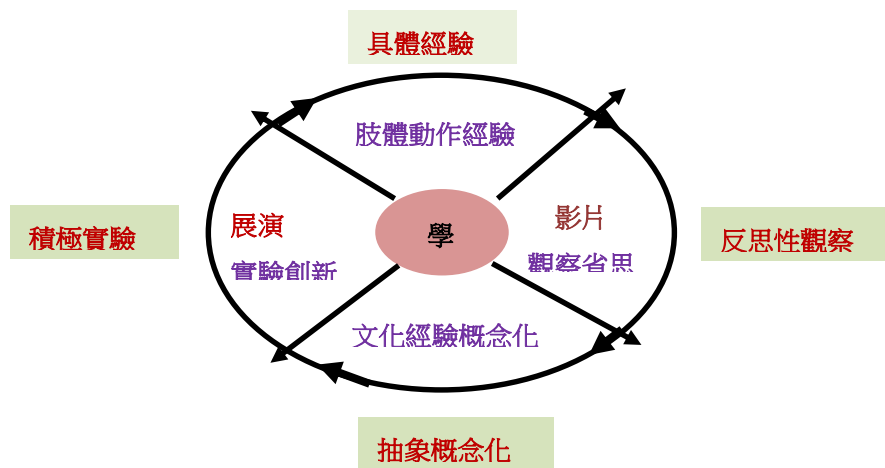 具體經驗
肢體動作經驗
影片
展演
學
積極實驗
反思性觀察
觀察省思
實驗創新
文化經驗概念化
抽象概念化